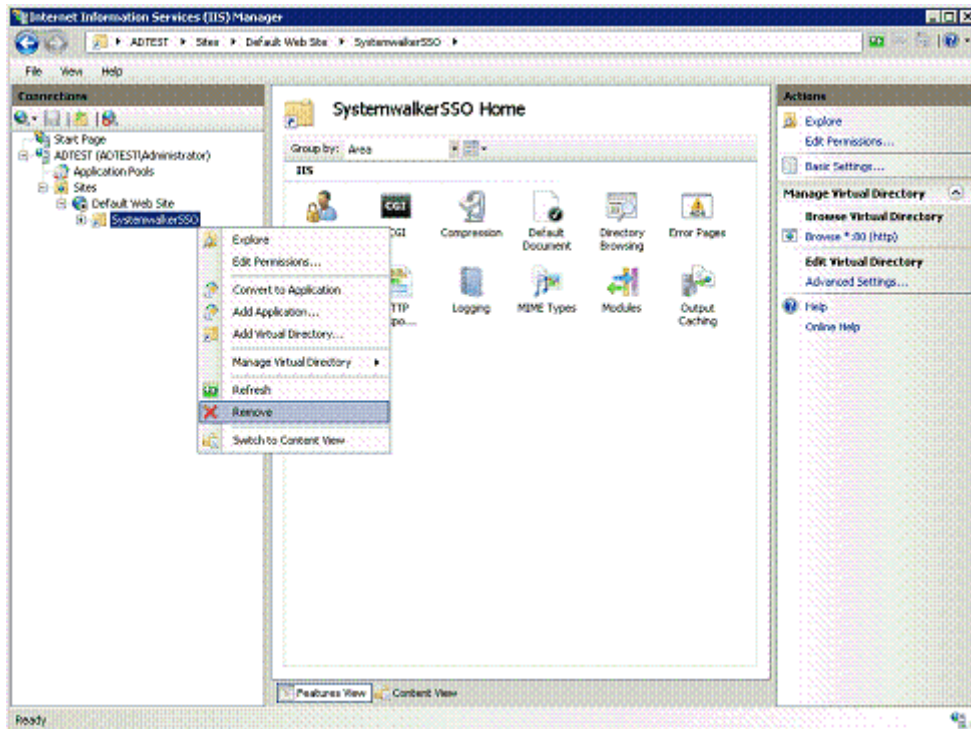 Internet Information Services (IIS) Manager
ADTEST Sites Default Web Site SystemwalkerSSO
File View Help
Connections
Start Page
ADTEST (ADTEST\Administrator)
Application Pools
Sites
Default Web Site
SystemwalkerSSO
Explore
Edit Permissions...
Convert to Application
Add Application...
Add Virtual Directory...
Manage Virtual Directory
Refresh
Remove
Switch to Content View
SystemwalkerSSO Home
Group by: Area
IIS
CGI
CGI Compression Default Document Directory Browsing Error Pages
Logging MIME Types Modules Output Caching
Features View Content View
Actions
Explore
Edit Permissions...
Basic Settings...
Manage Virtual Directory
Browse Virtual Directory
Browse *:80 (http)
Edit Virtual Directory
Advanced Settings...
Help
Online Help
Ready